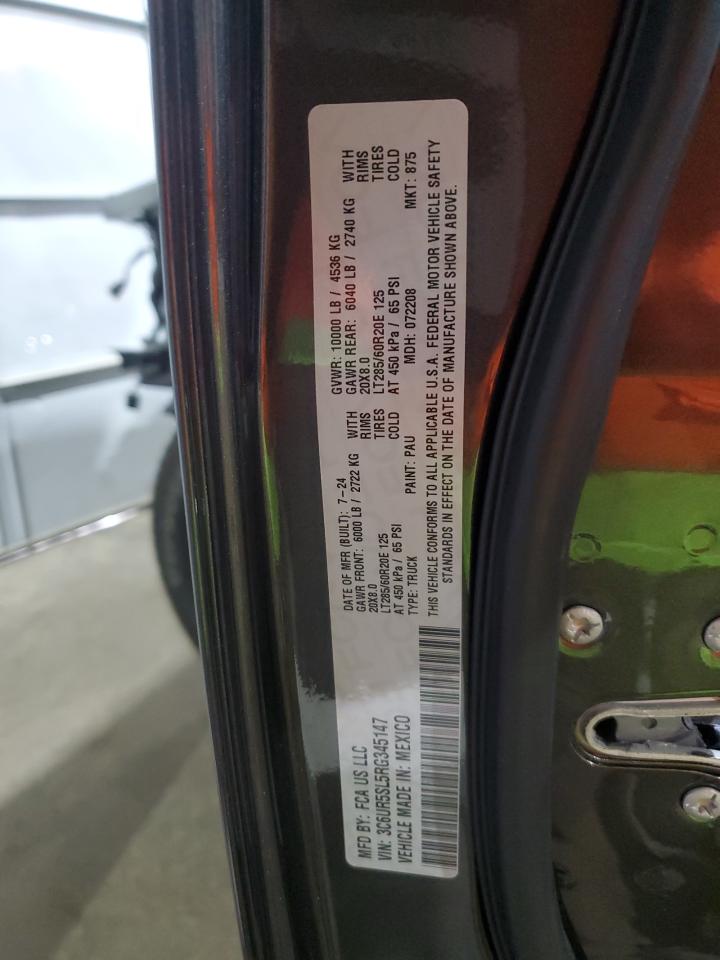 MFD BY: FCA US LLC
VIN: 3C6UR5SL5RG345147
VEHICLE MADE IN: MEXICO
DATE OF MFR (BUILT): 7-24
GAWR FRONT: 6000 LB / 2722 KG WITH
20X8.0 RIMS
LT285/60R20E 125 TIRES
AT 450 kPa / 65 PSI COLD
TYPE: TRUCK PAINT: PAU
GVWR: 10000 LB / 4536 KG
GAWR REAR: 6040 LB / 2740 KG WITH
20X8.0 RIMS
LT285/60R20E 125 TIRES
AT 450 kPa / 65 PSI COLD
MDH: 072208 MKT: 875
THIS VEHICLE CONFORMS TO ALL APPLICABLE U.S.A. FEDERAL MOTOR VEHICLE SAFETY
STANDARDS IN EFFECT ON THE DATE OF MANUFACTURE SHOWN ABOVE.